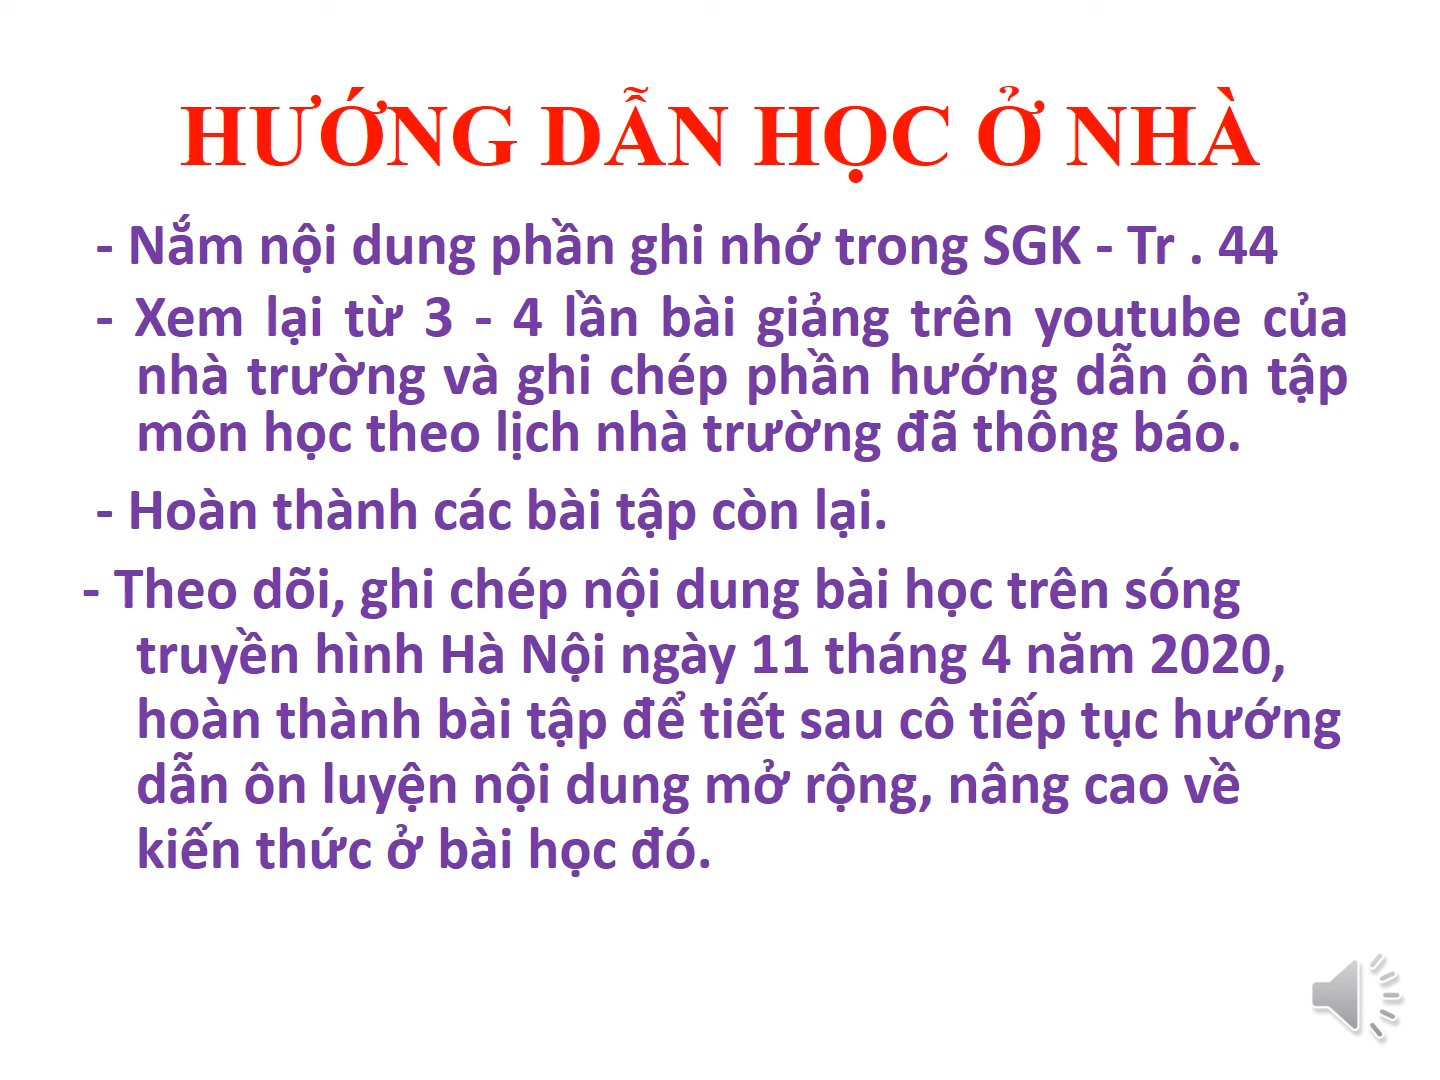 HƯỚNG DẪN HỌC Ở NHÀ
- Nắm nội dung phần ghi nhớ trong SGK - Tr . 44
- Xem lại từ 3 - 4 lần bài giảng trên youtube của
nhà trường và ghi chép phần hướng dẫn ôn tập
môn học theo lịch nhà trường đã thông báo.
- Hoàn thành các bài tập còn lại.
- Theo dõi, ghi chép nội dung bài học trên sóng
truyền hình Hà Nội ngày 11 tháng 4 năm 2020,
hoàn thành bài tập để tiết sau cô tiếp tục hướng
dẫn ôn luyện nội dung mở rộng, nâng cao về
kiến thức ở bài học đó.